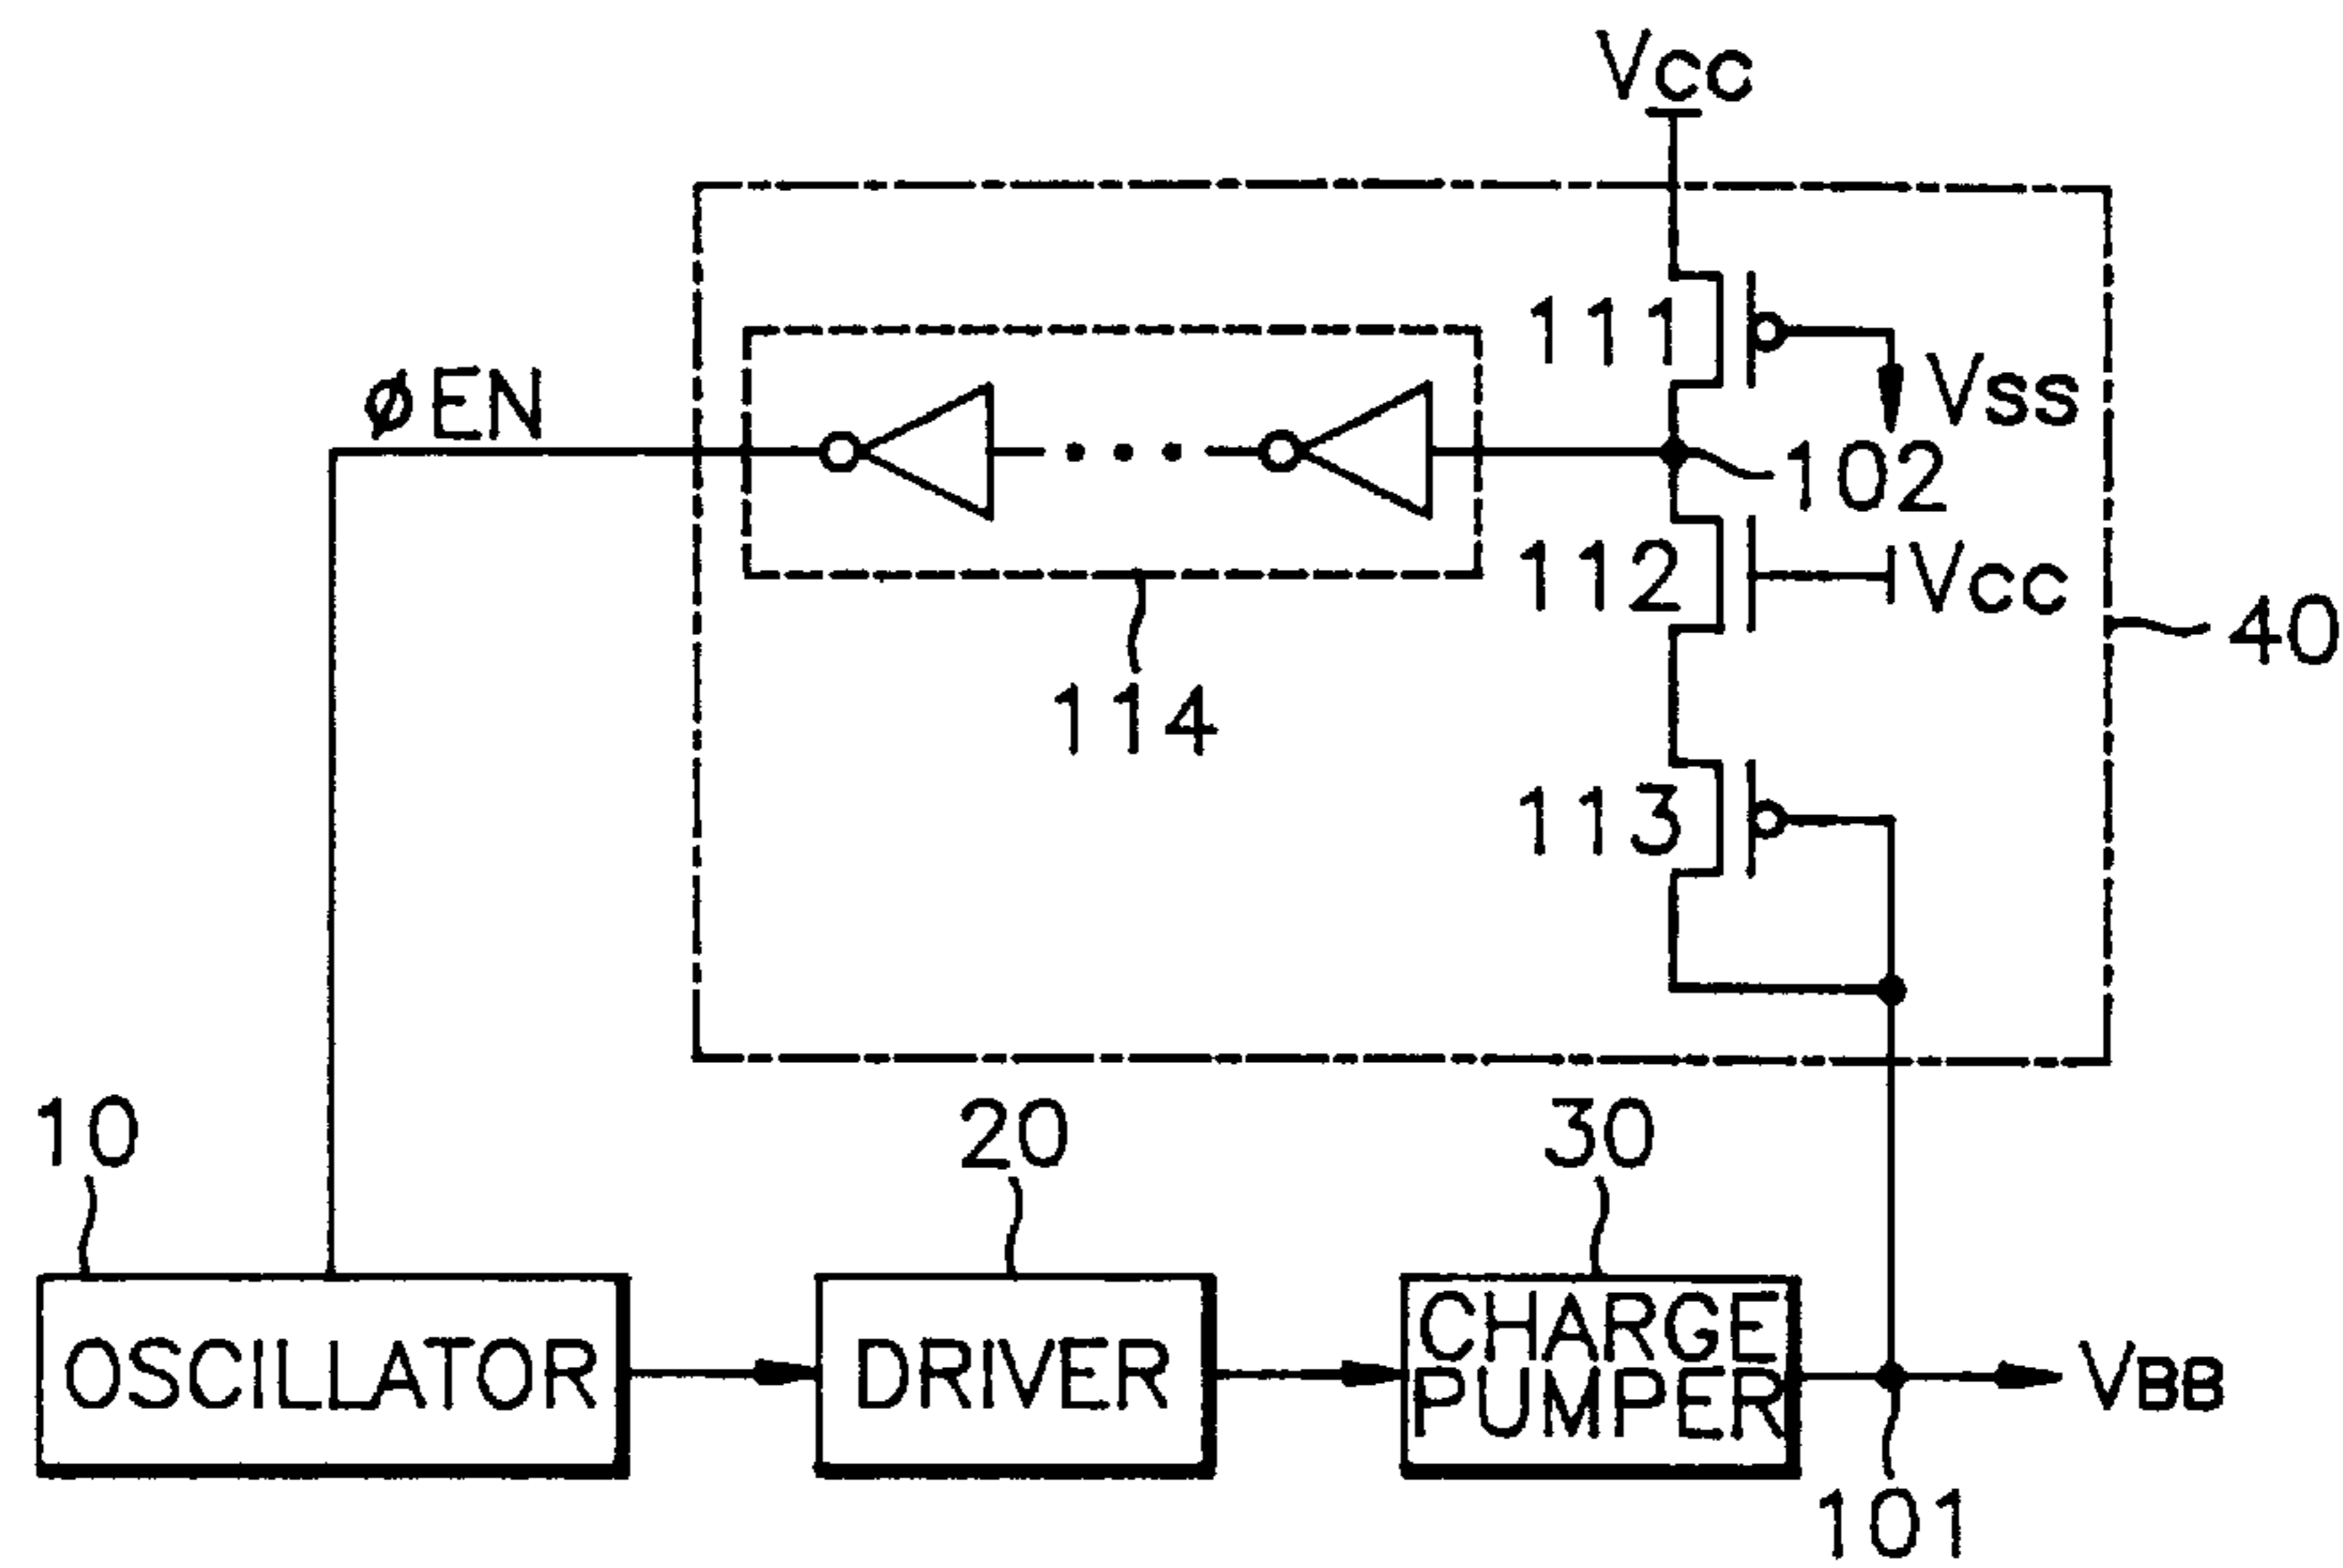 Vcc
111
Vss
øEN
102
112
Vcc
40
114
113
10
20
30
OSCILLATOR
DRIVER
CHARGE
PUMPER
VBB
101